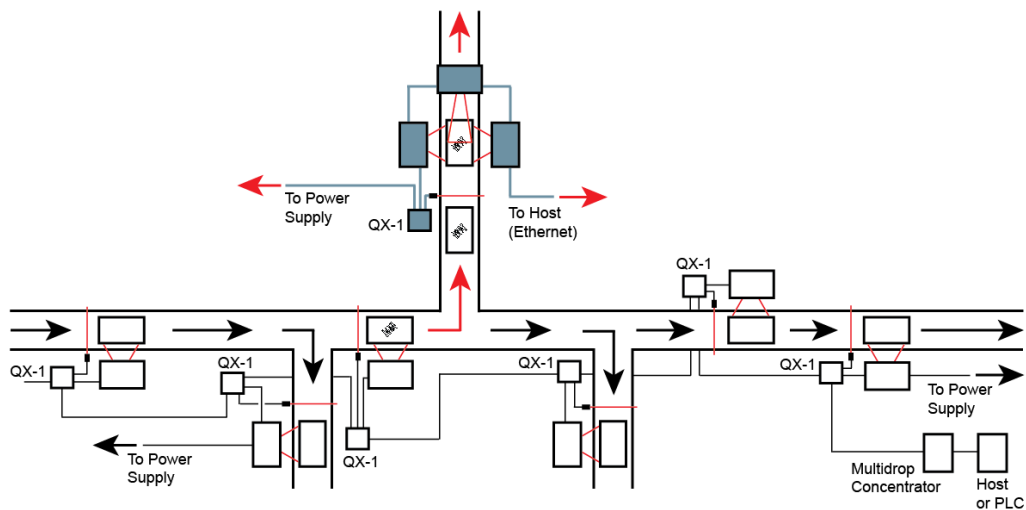 To Power
Supply
QX-1
To Host
(Ethernet)
QX-1
QX-1
QX-1
QX-1
QX-1
QX-1
To Power
Supply
To Power
Supply
Multidrop
Concentrator
Host
or PLC